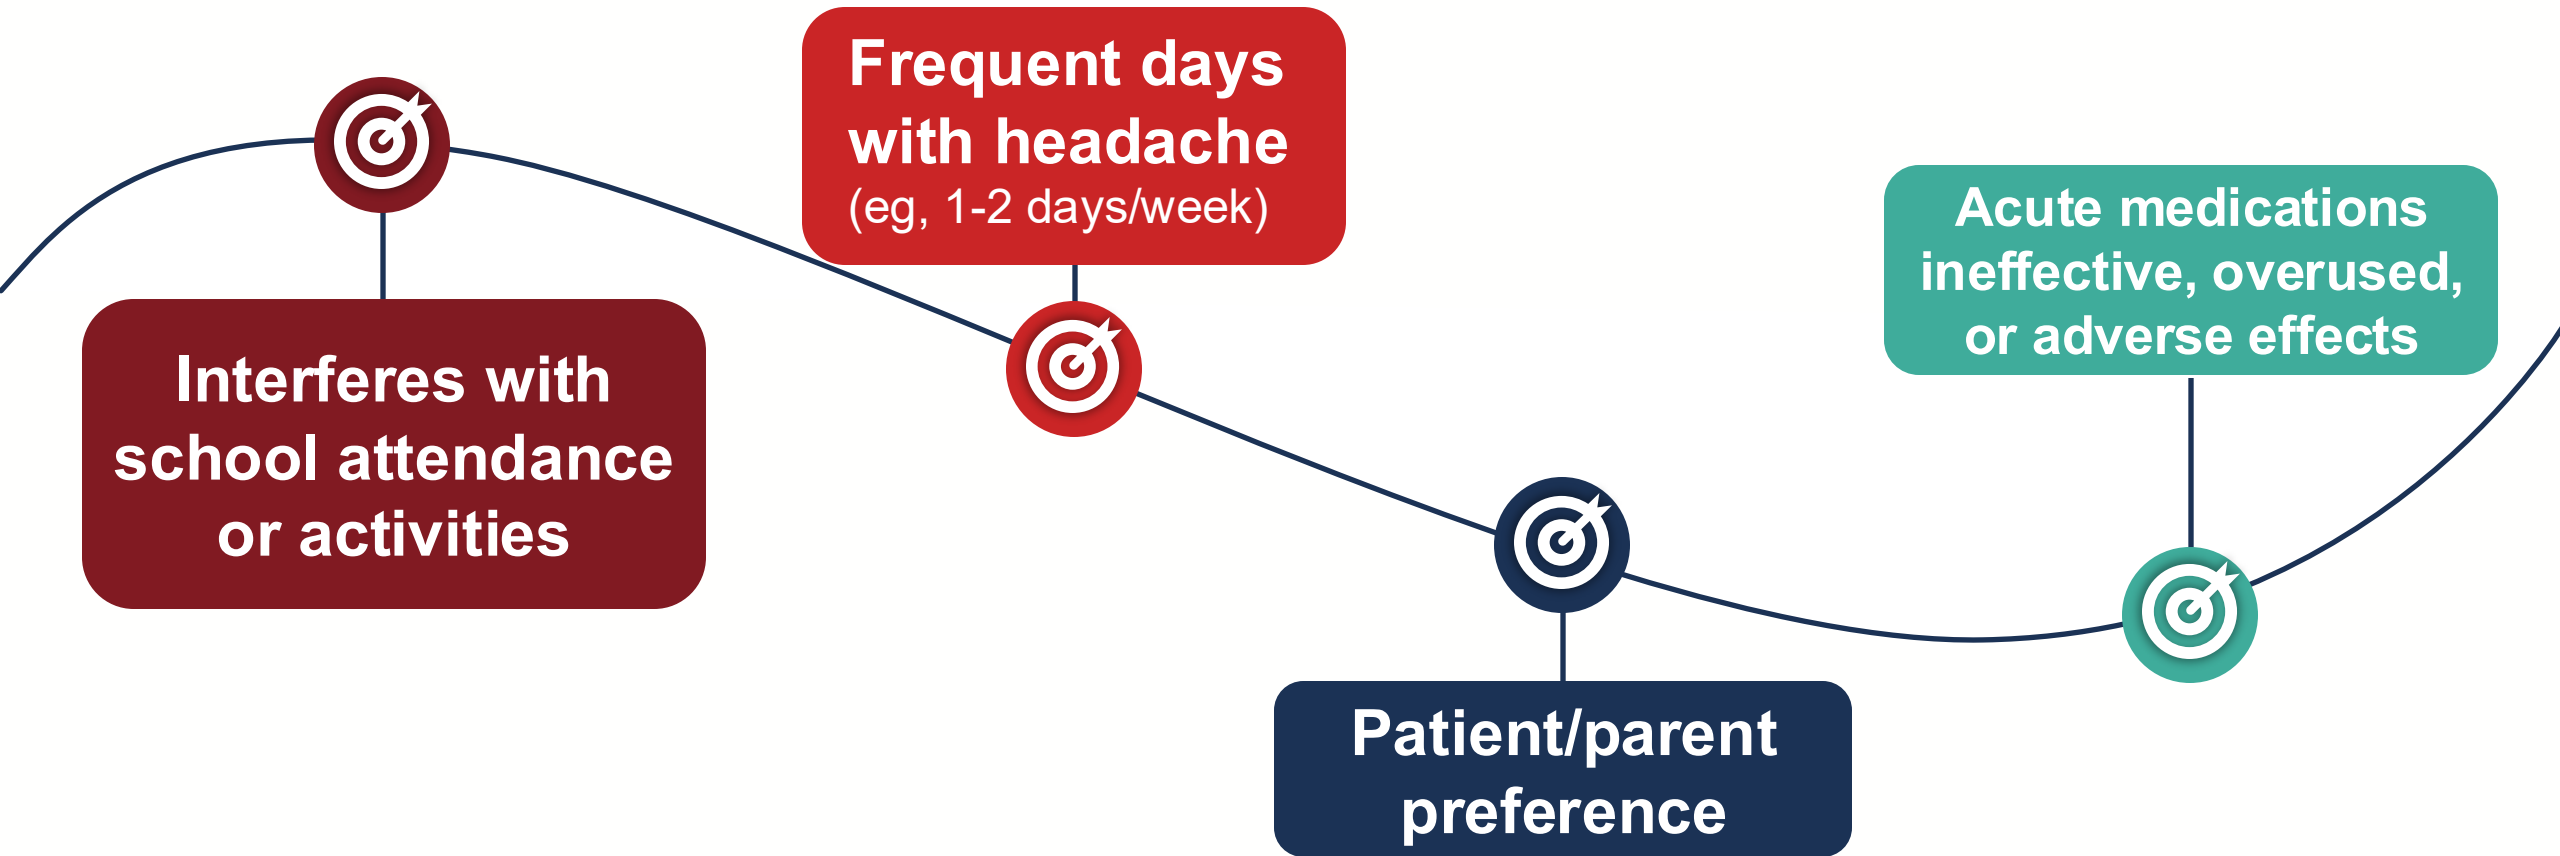 Interferes with
school attendance
or activities
Frequent days
with headache
(eg, 1-2 days/week)
Patient/parent
preference
Acute medications
ineffective, overused,
or adverse effects